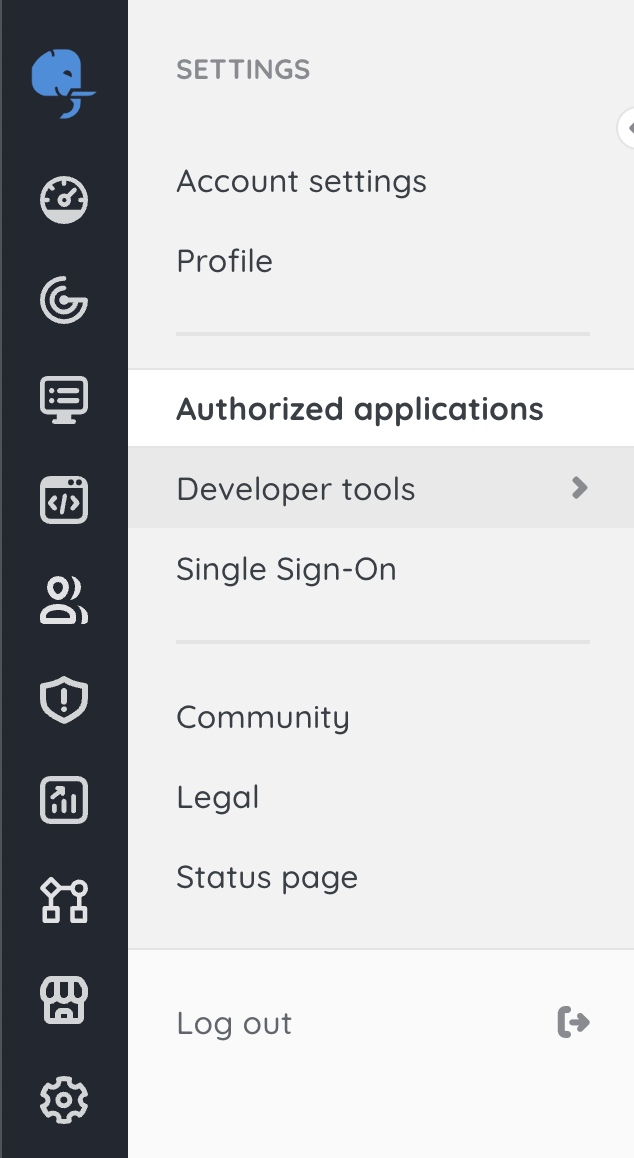 SETTINGS
Account settings
Profile
Authorized applications
Developer tools
Single Sign-On
Community
Legal
Status page
Log out